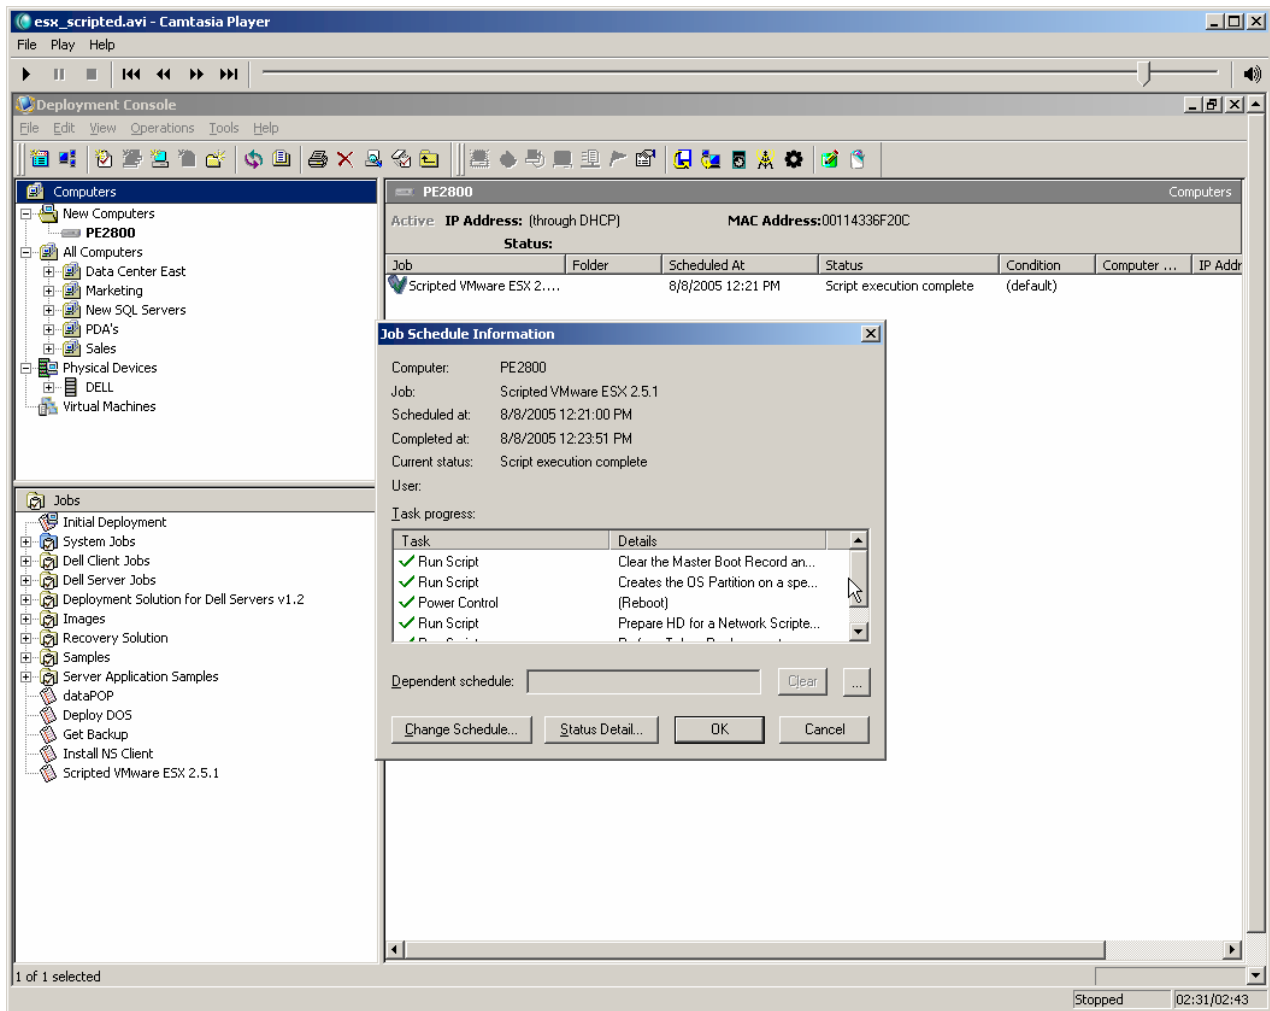 esx_scripted.avi - Camtasia Player
File Play Help
Deployment Console
File Edit View Operations Tools Help
Computers
New Computers
PE2800
All Computers
Data Center East
Marketing
New SQL Servers
PDA's
Sales
Physical Devices
DELL
Virtual Machines
Jobs
Initial Deployment
System Jobs
Dell Client Jobs
Dell Server Jobs
Deployment Solution for Dell Servers v1.2
Images
Recovery Solution
Samples
Server Application Samples
dataPOP
Deploy DOS
Get Backup
Install NS Client
Scripted VMware ESX 2.5.1
PE2800 Computers
Active IP Address: (through DHCP) MAC Address:00114336F20C
Status:
Job Folder Scheduled At Status Condition Computer ... IP Addr
Scripted VMware ESX 2.... 8/8/2005 12:21 PM Script execution complete (default)
Job Schedule Information
Computer: PE2800
Job: Scripted VMware ESX 2.5.1
Scheduled at: 8/8/2005 12:21:00 PM
Completed at: 8/8/2005 12:23:51 PM
Current status: Script execution complete
User:
Task progress:
Task Details
Run Script Clear the Master Boot Record an...
Run Script Creates the OS Partition on a spe...
Power Control (Reboot)
Run Script Prepare HD for a Network Scripte...
Dependent schedule: Clear ...
Change Schedule... Status Detail... OK Cancel
1 of 1 selected
Stopped 02:31/02:43